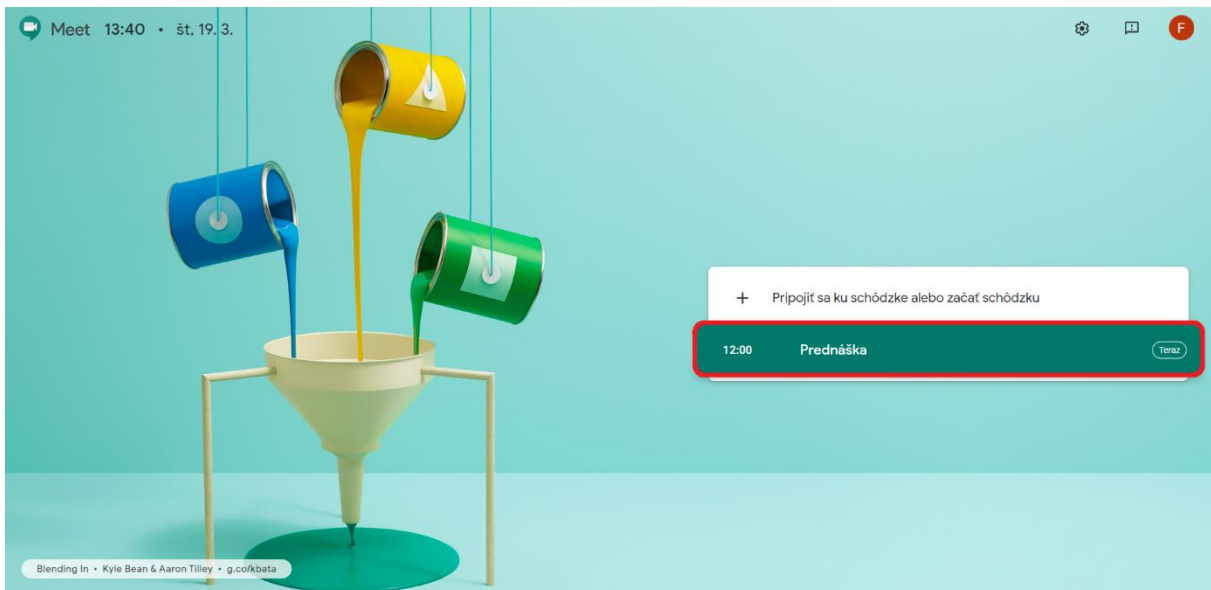 Meet 13:40 • št, 19. 3.
F
Pripojiť sa ku schôdzke alebo začať schôdzku
12:00 Prednáška Teraz
Blending In • Kyle Bean & Aaron Tilley • g.co/kbata